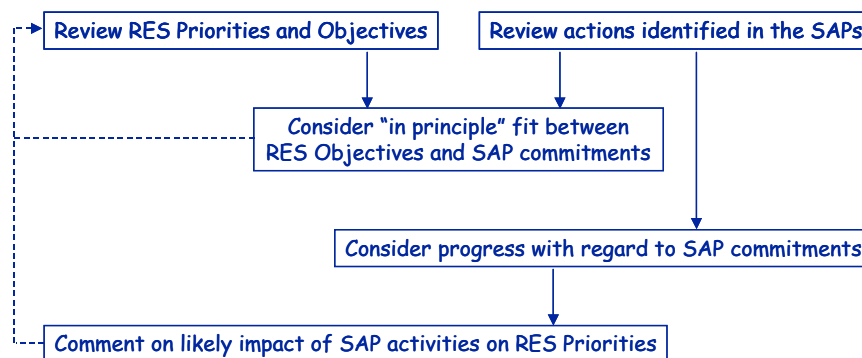 Review RES Priorities and Objectives
Review actions identified in the SAPs
Consider “in principle” fit between
RES Objectives and SAP commitments
Consider progress with regard to SAP commitments
Comment on likely impact of SAP activities on RES Priorities